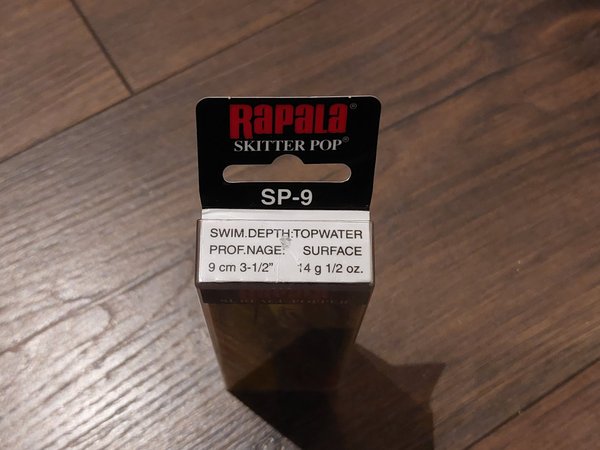 RAPALA®
SKITTER POP®
SP-9
SWIM.DEPTH:TOPWATER
PROF.NAGE: SURFACE
9 cm 3-1/2" 14 g 1/2 oz.